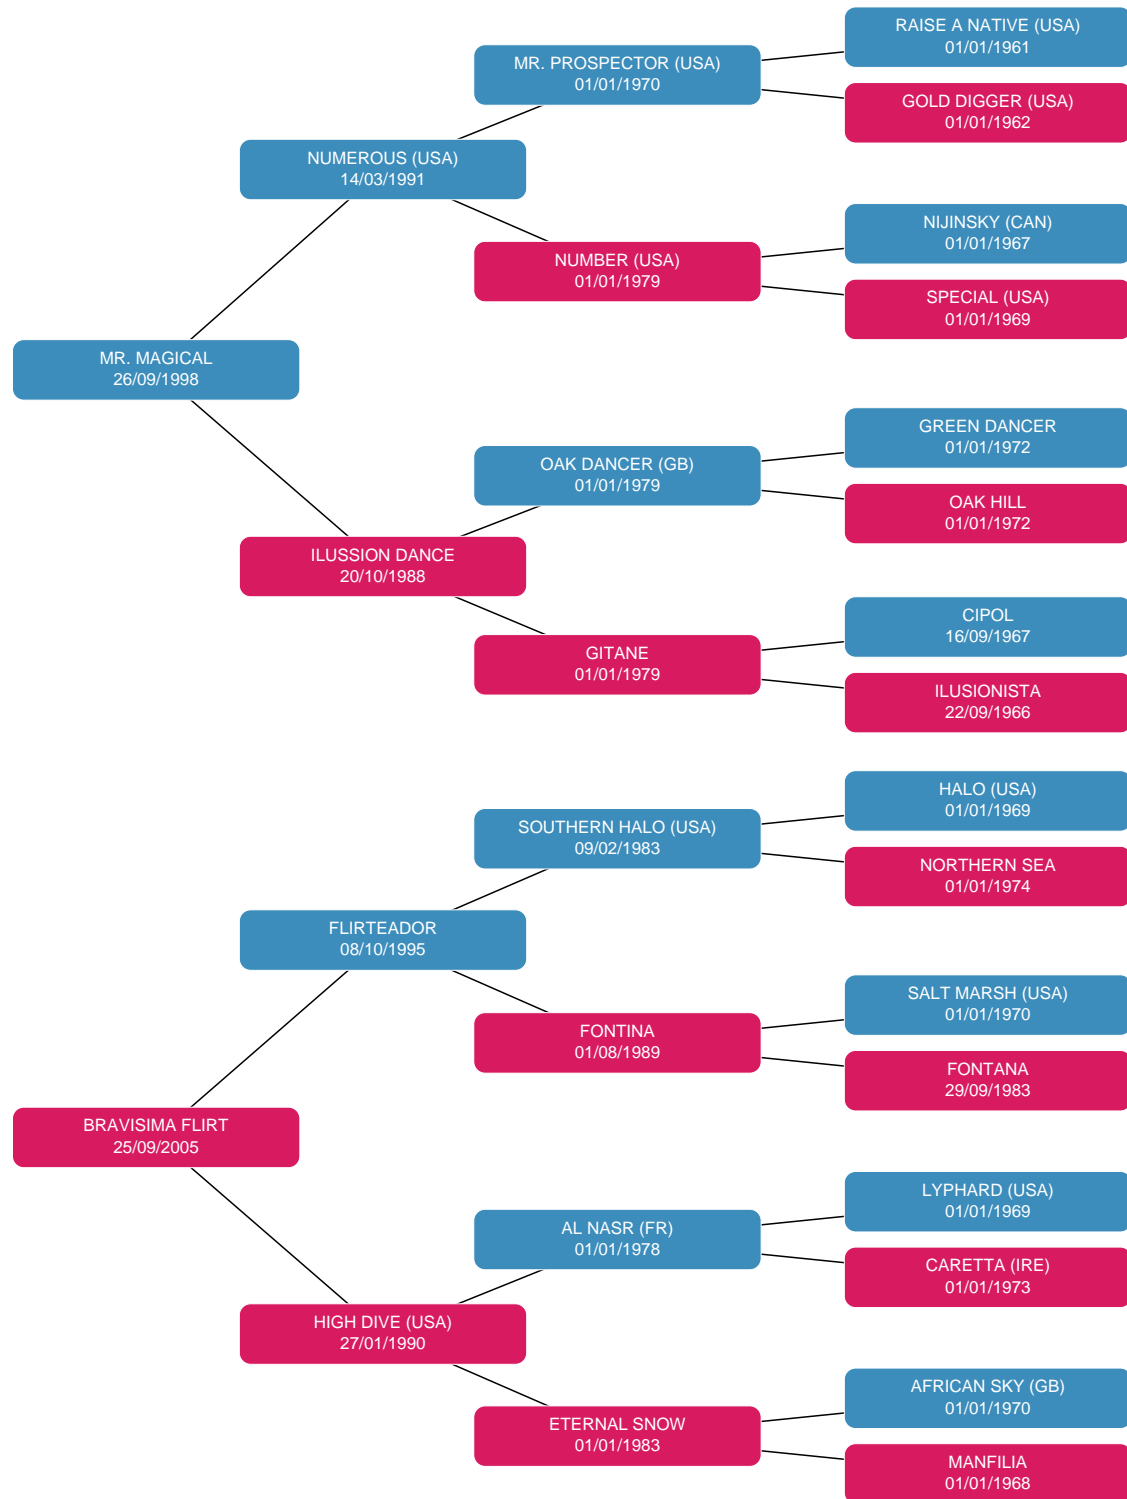 RAISE A NATIVE (USA)
01/01/1961
MR. PROSPECTOR (USA)
01/01/1970
GOLD DIGGER (USA)
01/01/1962
NUMEROUS (USA)
14/03/1991
NIJINSKY (CAN)
01/01/1967
NUMBER (USA)
01/01/1979
SPECIAL (USA)
01/01/1969
MR. MAGICAL
26/09/1998
GREEN DANCER
01/01/1972
OAK DANCER (GB)
01/01/1979
OAK HILL
01/01/1972
ILUSSION DANCE
20/10/1988
CIPOL
16/09/1967
GITANE
01/01/1979
ILUSIONISTA
22/09/1966
HALO (USA)
01/01/1969
SOUTHERN HALO (USA)
09/02/1983
NORTHERN SEA
01/01/1974
FLIRTEADOR
08/10/1995
SALT MARSH (USA)
01/01/1970
FONTINA
01/08/1989
FONTANA
29/09/1983
BRAVISIMA FLIRT
25/09/2005
LYPHARD (USA)
01/01/1969
AL NASR (FR)
01/01/1978
CARETTA (IRE)
01/01/1973
HIGH DIVE (USA)
27/01/1990
AFRICAN SKY (GB)
01/01/1970
ETERNAL SNOW
01/01/1983
MANFILIA
01/01/1968